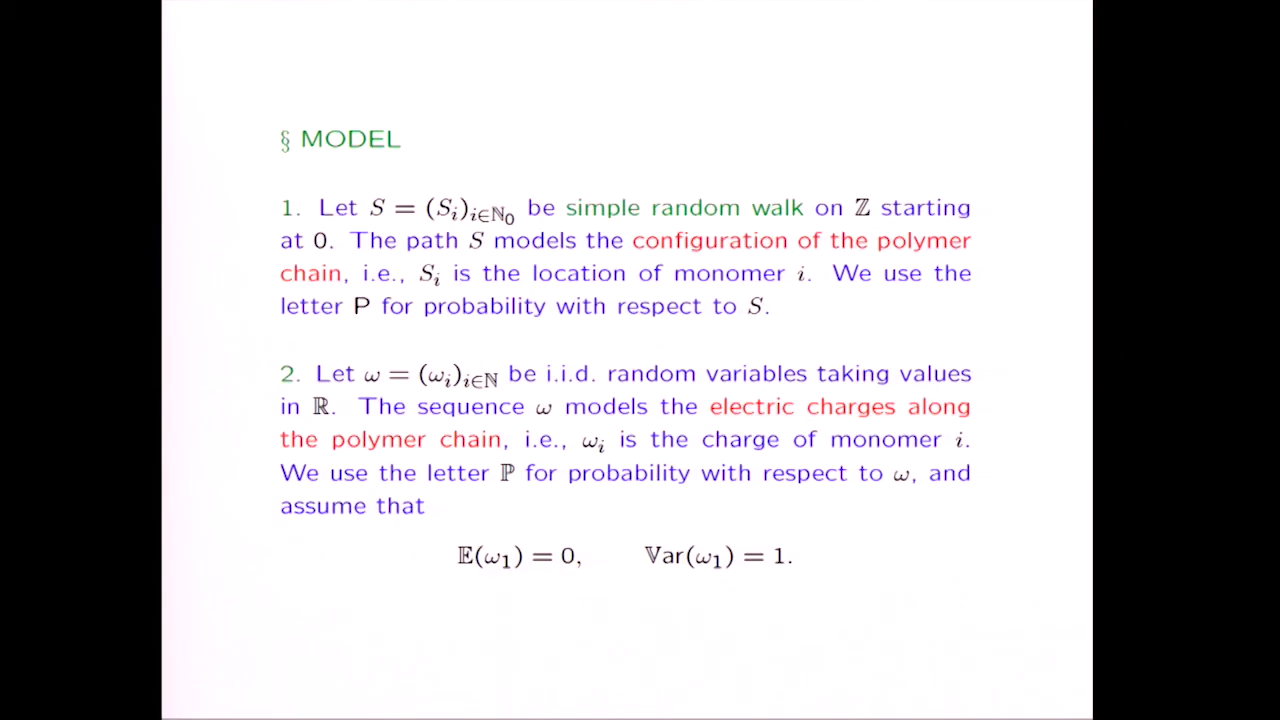 § MODEL
1. Let S = (S_i)_{i∈ℕ_0} be simple random walk on ℤ starting
at 0. The path S models the configuration of the polymer
chain, i.e., S_i is the location of monomer i. We use the
letter P for probability with respect to S.
2. Let ω = (ω_i)_{i∈ℕ} be i.i.d. random variables taking values
in ℝ. The sequence ω models the electric charges along
the polymer chain, i.e., ω_i is the charge of monomer i.
We use the letter ℙ for probability with respect to ω, and
assume that
𝔼(ω_1) = 0, 𝕍ar(ω_1) = 1.